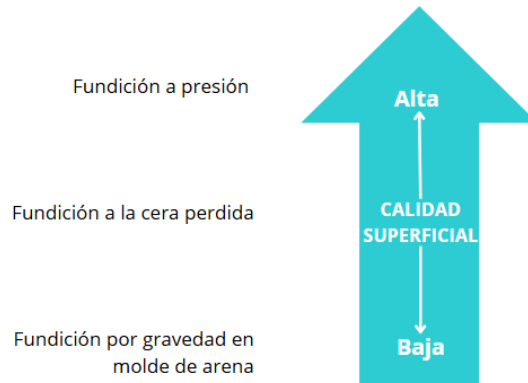 Fundición a presión
Alta
Fundición a la cera perdida
CALIDAD
SUPERFICIAL
Fundición por gravedad en
molde de arena
Baja